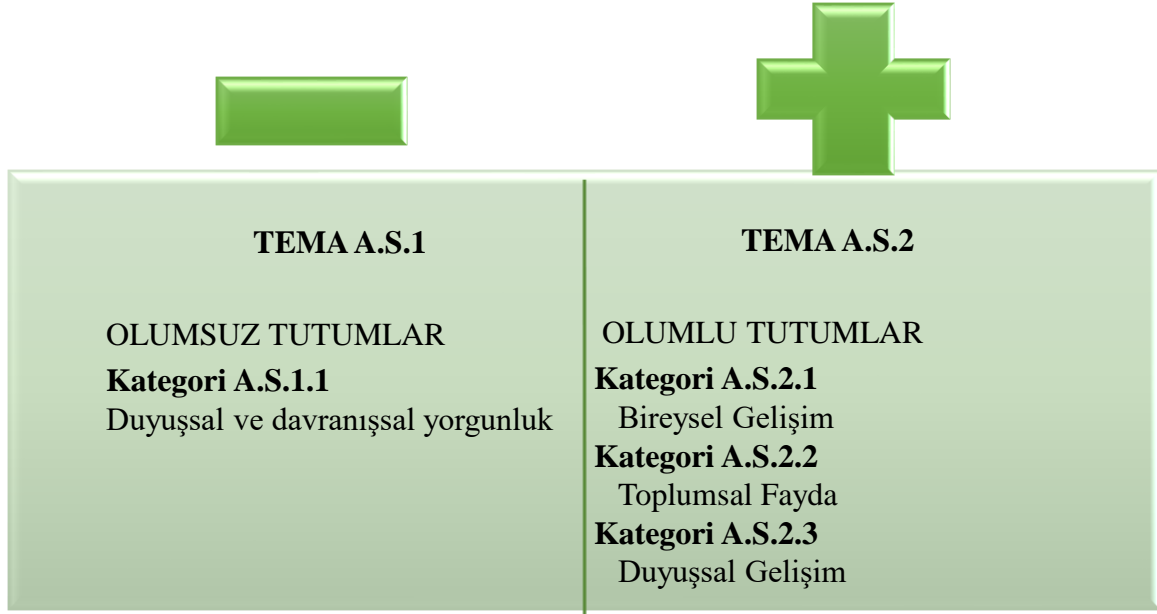 TEMA A.S.1
OLUMSUZ TUTUMLAR
Kategori A.S.1.1
Duyuşsal ve davranışsal yorgunluk
TEMA A.S.2
OLUMLU TUTUMLAR
Kategori A.S.2.1
Bireysel Gelişim
Kategori A.S.2.2
Toplumsal Fayda
Kategori A.S.2.3
Duyuşsal Gelişim